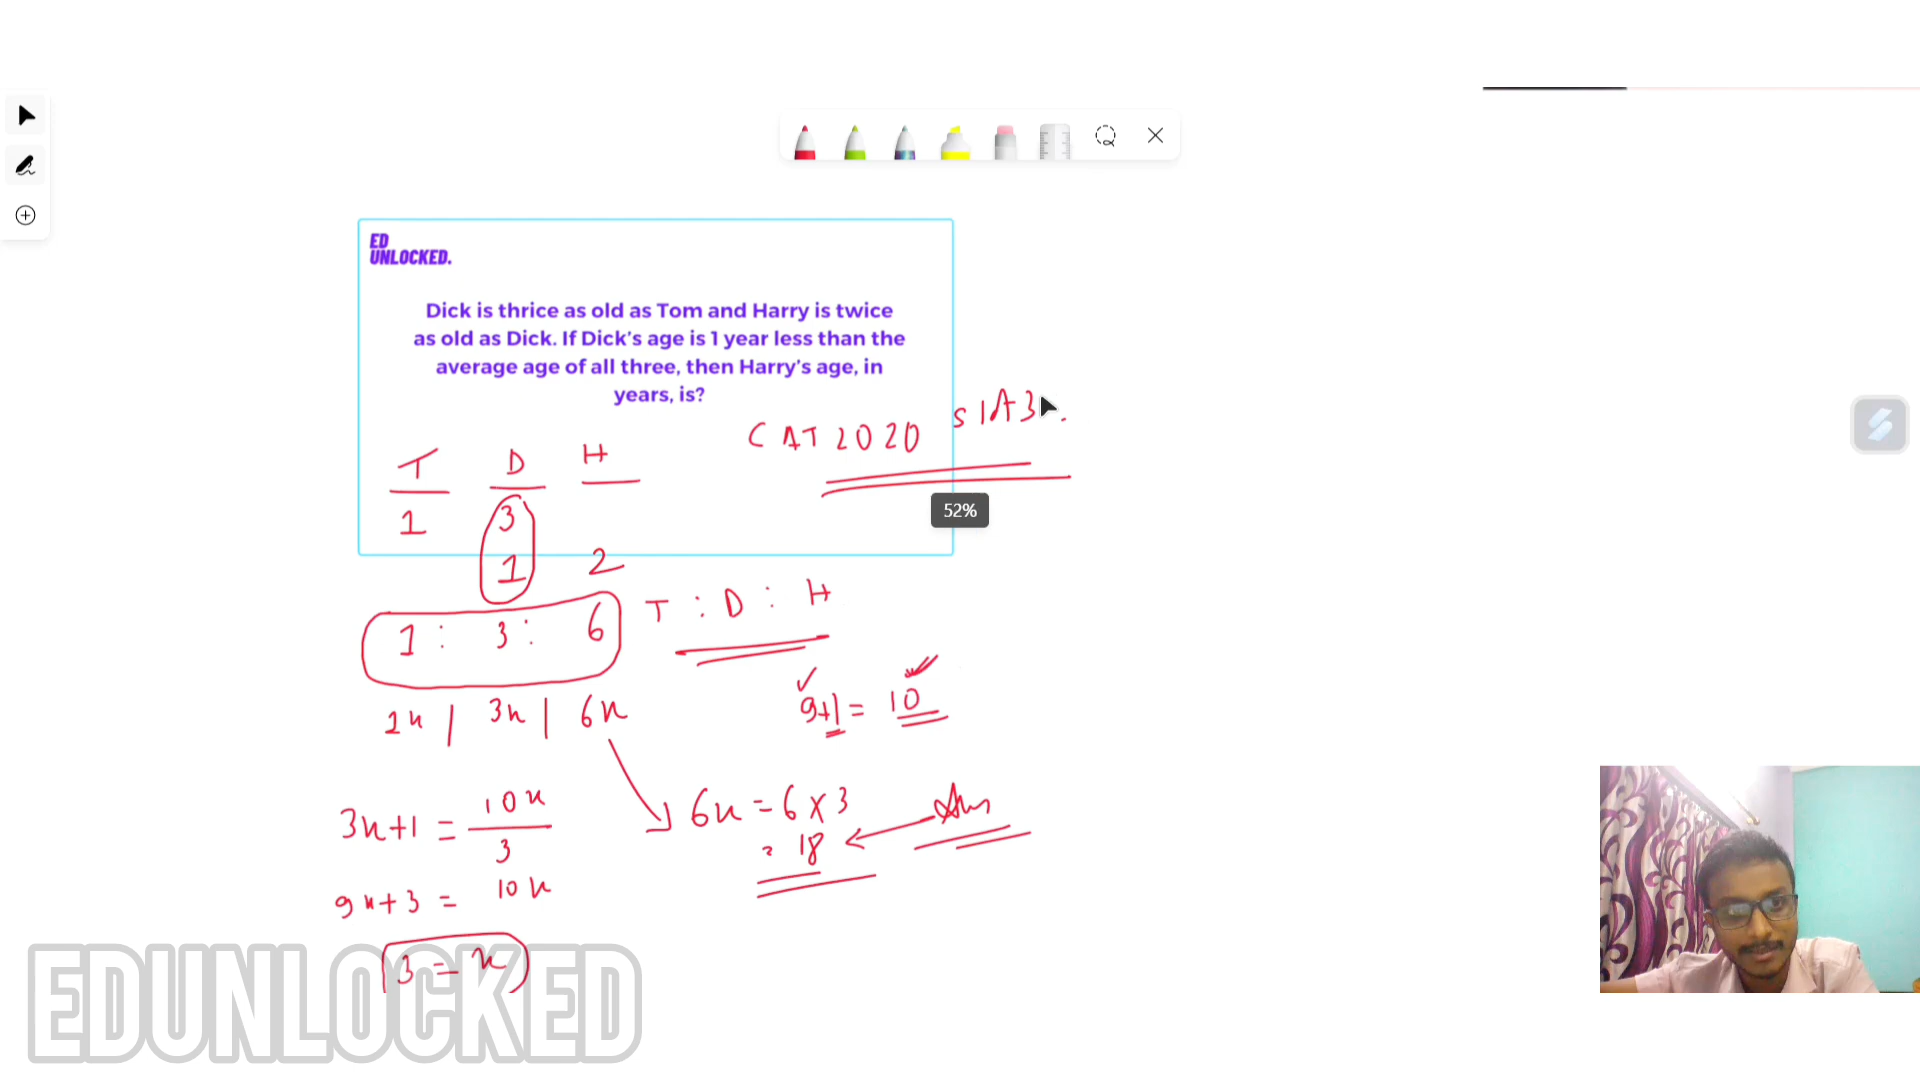 ED
UNLOCKED.
Dick is thrice as old as Tom and Harry is twice
as old as Dick. If Dick's age is 1 year less than the
average age of all three, then Harry's age, in
years, is?
CAT 2020 S1A3.
52%
T D H
1 3
1 2
1 : 3 : 6 T : D : H
1x | 3x | 6x
9+1 = 10
3x+1 = 10x/3
6x = 6 x 3
= 18 Ans
9x+3 = 10x
3 = x
EDUNLOCKED